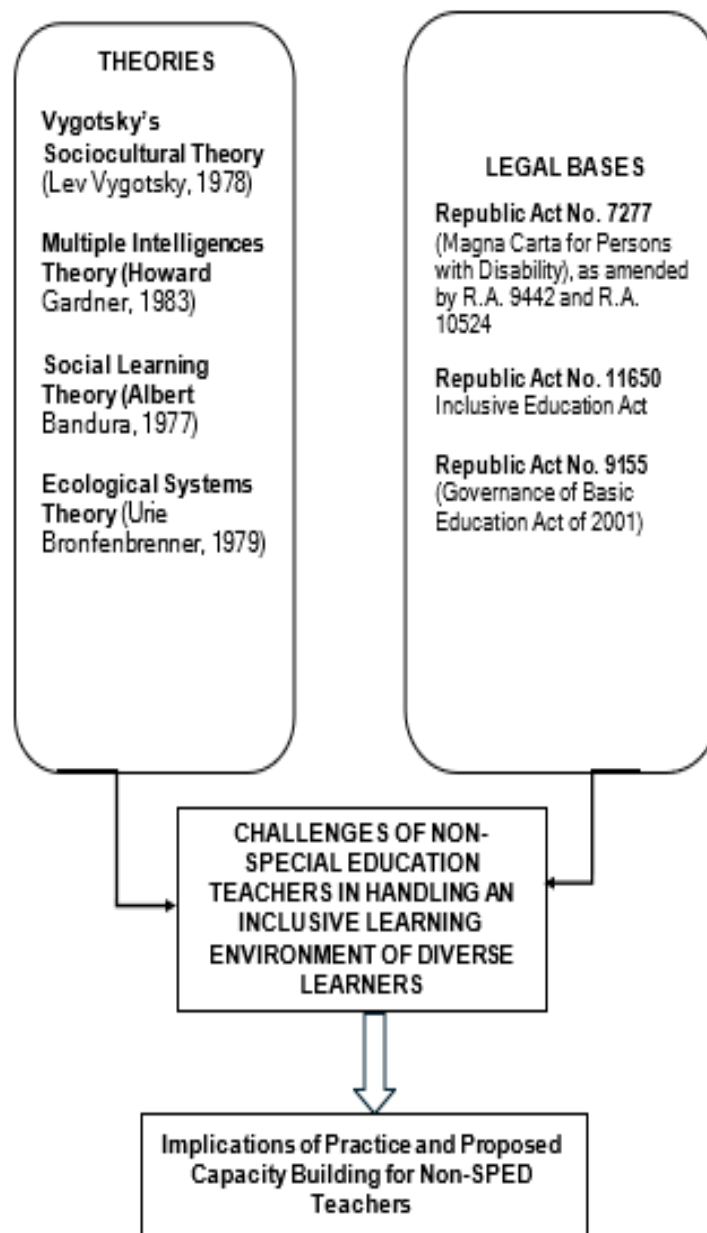 THEORIES
Vygotsky's
Sociocultural Theory
(Lev Vygotsky, 1978)
Multiple Intelligences
Theory (Howard
Gardner, 1983)
Social Learning
Theory (Albert
Bandura, 1977)
Ecological Systems
Theory (Urie
Bronfenbrenner, 1979)
LEGAL BASES
Republic Act No. 7277
(Magna Carta for Persons
with Disability), as amended
by R.A. 9442 and R.A.
10524
Republic Act No. 11650
Inclusive Education Act
Republic Act No. 9155
(Governance of Basic
Education Act of 2001)
CHALLENGES OF NON-
SPECIAL EDUCATION
TEACHERS IN HANDLING AN
INCLUSIVE LEARNING
ENVIRONMENT OF DIVERSE
LEARNERS
Implications of Practice and Proposed
Capacity Building for Non-SPED
Teachers